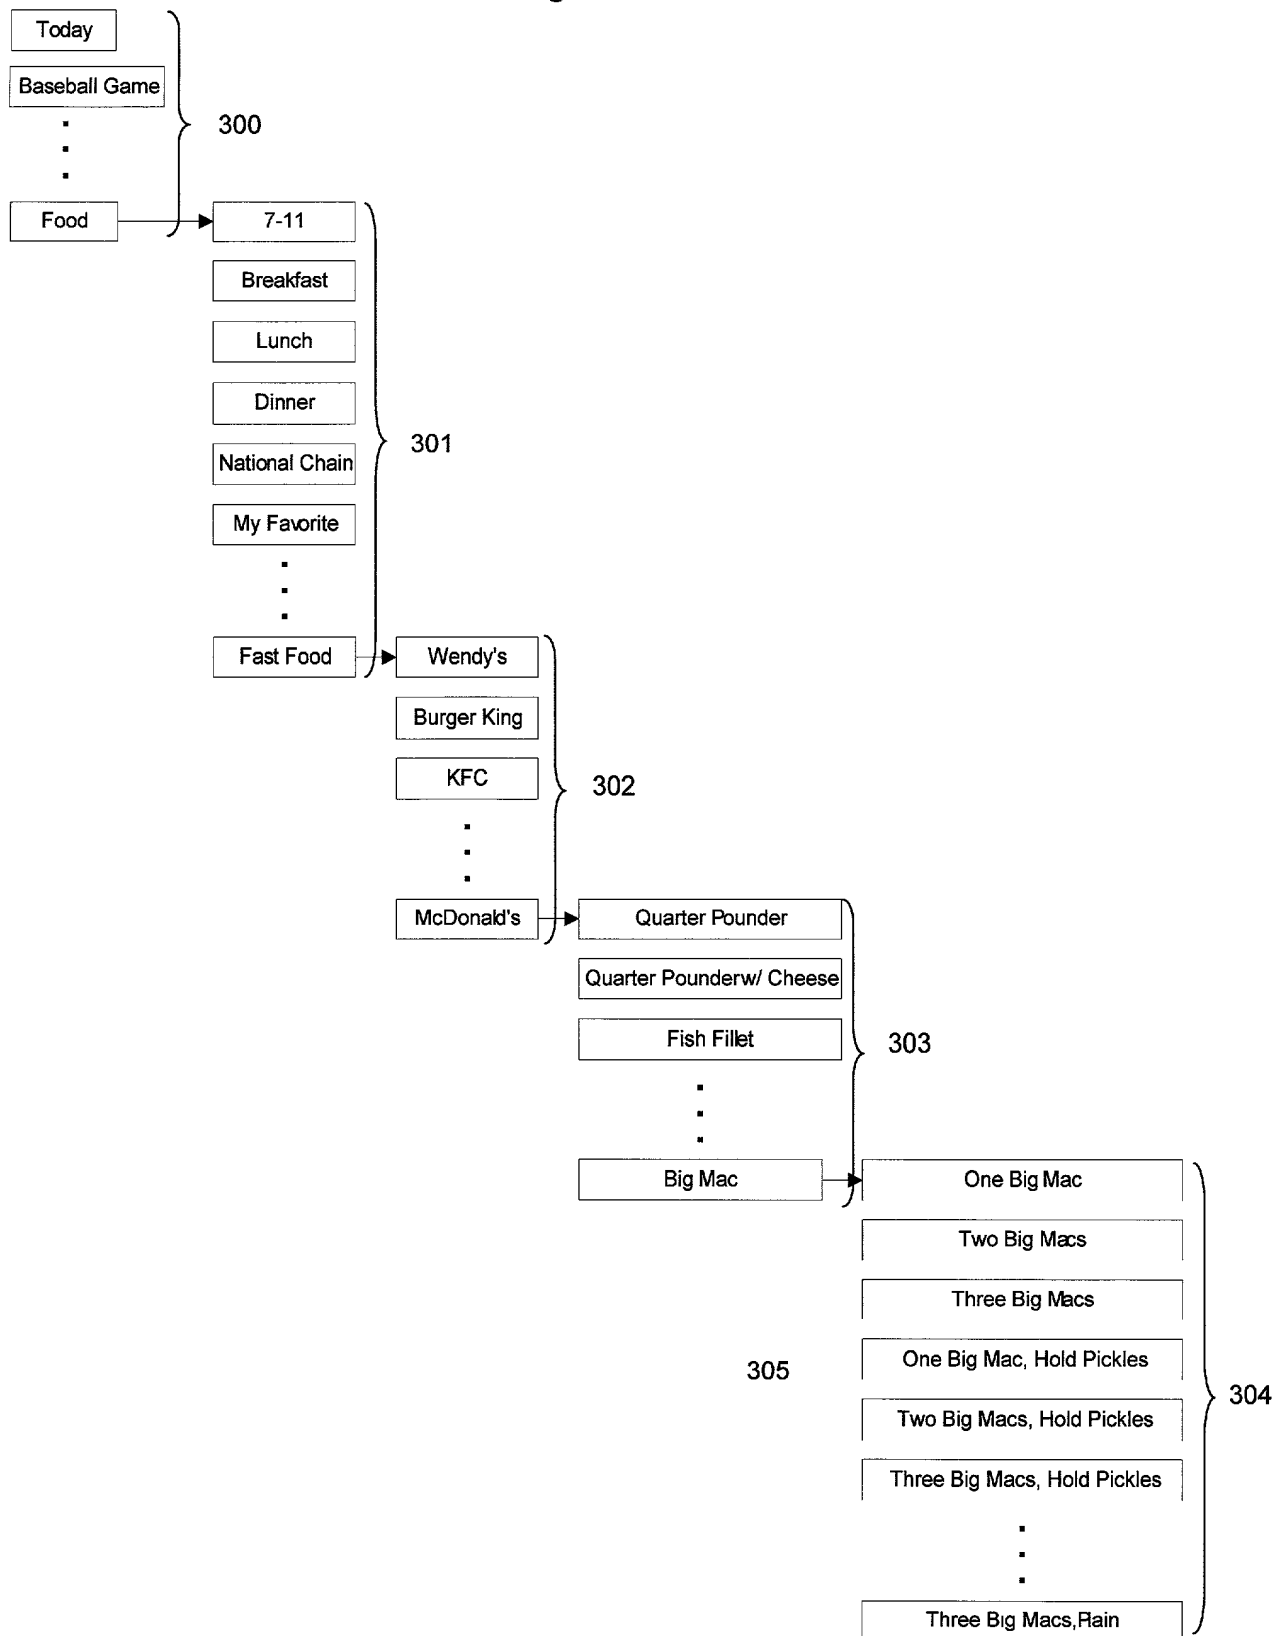 Today
Baseball Game
300
Food
7-11
Breakfast
Lunch
Dinner
301
National Chain
My Favorite
Fast Food
Wendy's
Burger King
KFC
302
McDonald's
Quarter Pounder
Quarter Pounderw/ Cheese
Fish Fillet
303
Big Mac
One Big Mac
Two Big Macs
Three Big Macs
One Big Mac, Hold Pickles
305
304
Two Big Macs, Hold Pickles
Three Big Macs, Hold Pickles
Three Big Macs,Plain